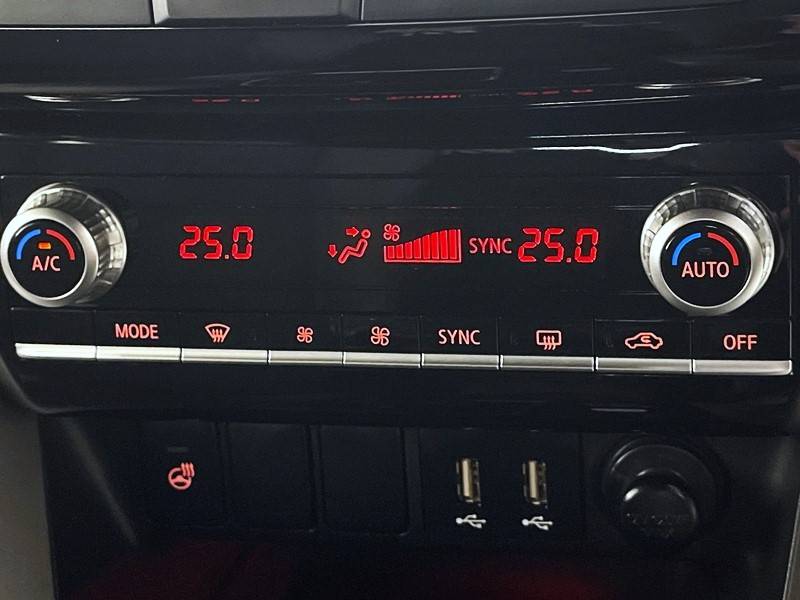 A/C 25.0 SYNC 25.0 AUTO
MODE SYNC OFF